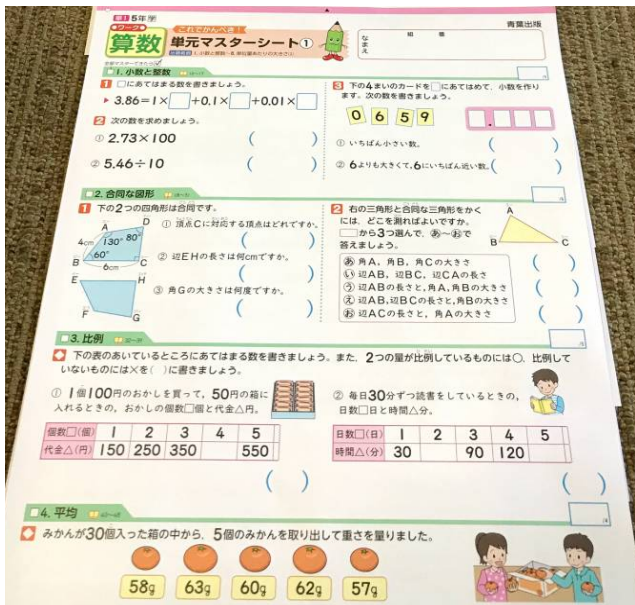 5年
青葉出版
ワーク
これでかんぺき!
算数 単元マスターシート①
組 番
なまえ
1. 小数と整数
1 □にあてはまる数を書きましょう。
3.86=1×□+0.1×□+0.01×□
2 次の数を求めましょう。
① 2.73×100 ( )
② 5.46÷10 ( )
3 下の4まいのカードを□にあてはめて、小数を作ります。次の数を書きましょう。
0 6 5 9
① いちばん小さい数。 ( )
② 6よりも大きくて、6にいちばん近い数。 ( )
2. 合同な図形
1 下の2つの四角形は合同です。
A D
4cm 130° 80°
60°
B 6cm C
E H
F G
① 頂点Cに対応する頂点はどれですか。
( )
② 辺EHの長さは何cmですか。
( )
③ 角Gの大きさは何度ですか。
( )
2 右の三角形と合同な三角形をかくには、どこを測ればよいですか。
□から3つ選んで、あ〜おで答えましょう。
A
B C
あ 角A、角B、角Cの大きさ
い 辺AB、辺BC、辺CAの長さ
う 辺ABの長さと、角A、角Bの大きさ
え 辺AB、辺BCの長さと、角Bの大きさ
お 辺ACの長さと、角Aの大きさ
3. 比例
下の表のあいているところにあてはまる数を書きましょう。また、2つの量が比例しているものには○、比例していないものには×を( )に書きましょう。
① 1個100円のおかしを買って、50円の箱に入れるときの、おかしの個数□個と代金△円。
個数□(個) 1 2 3 4 5
代金△(円) 150 250 350 550
( )
② 毎日30分ずつ読書をしているときの、日数□日と時間△分。
日数□(日) 1 2 3 4 5
時間△(分) 30 90 120
( )
4. 平均
みかんが30個入った箱の中から、5個のみかんを取り出して重さを量りました。
58g 63g 60g 62g 57g